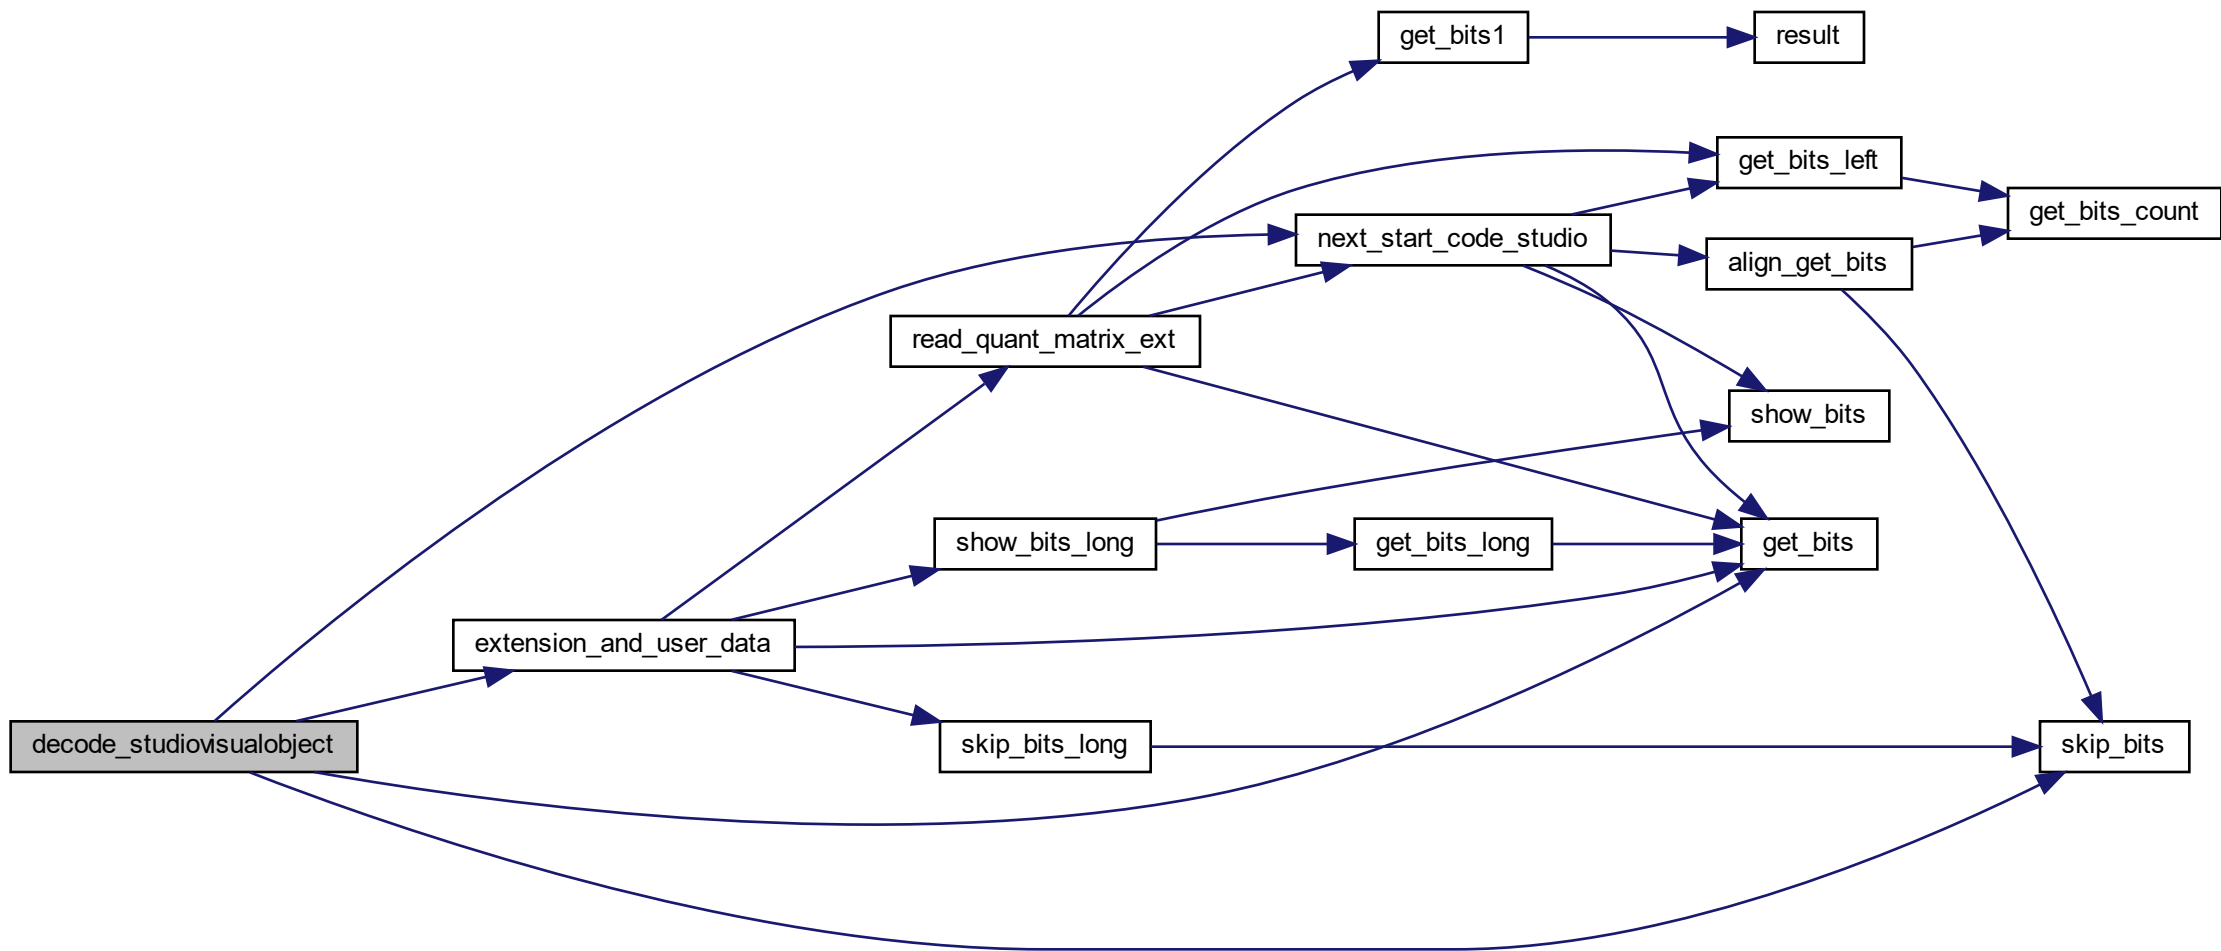 get_bits1
result
get_bits_left
get_bits_count
next_start_code_studio
align_get_bits
read_quant_matrix_ext
show_bits
show_bits_long
get_bits_long
get_bits
extension_and_user_data
decode_studiovisualobject
skip_bits_long
skip_bits